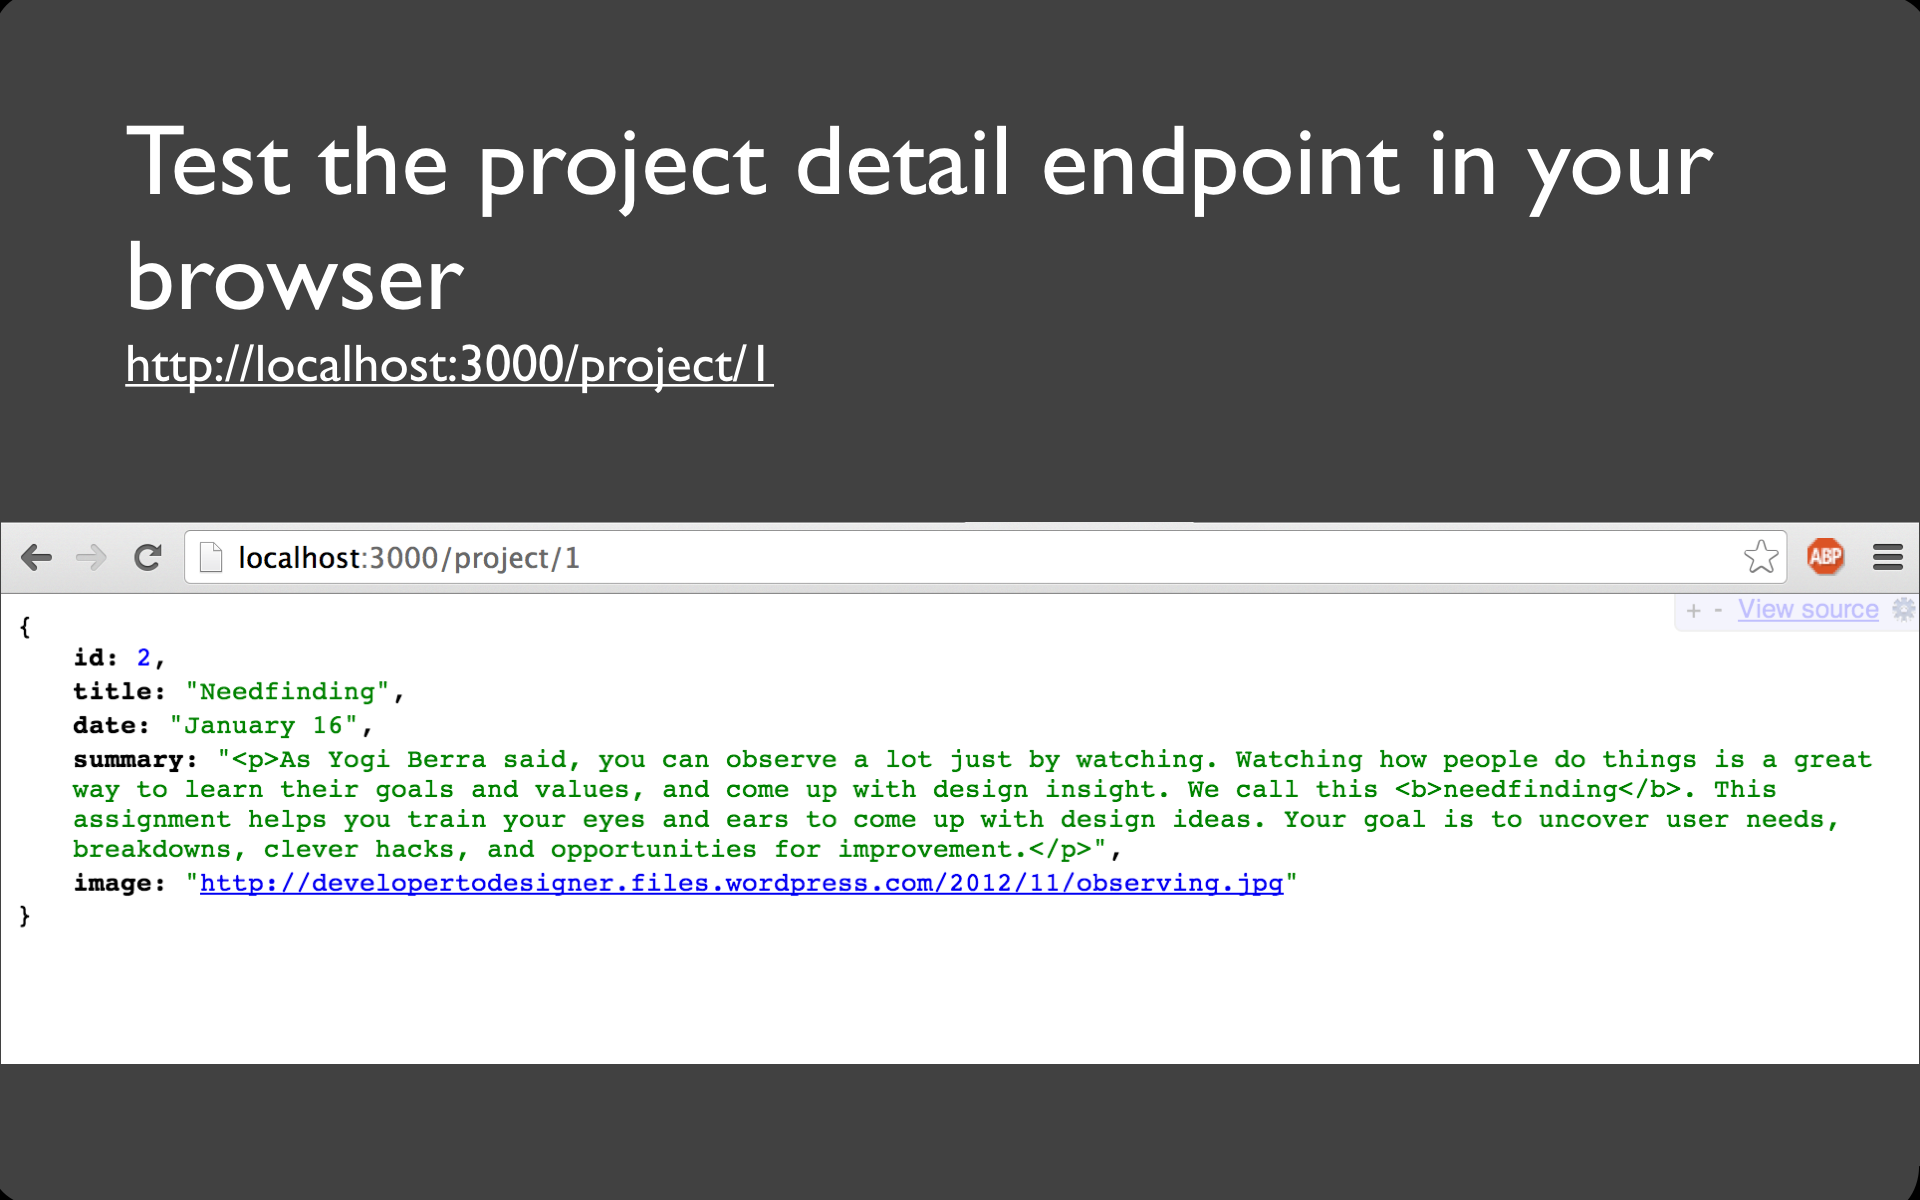 Test the project detail endpoint in your
browser
http://localhost:3000/project/1
localhost:3000/project/1
ABP
+ - View source
{
id: 2,
title: "Needfinding",
date: "January 16",
summary: "<p>As Yogi Berra said, you can observe a lot just by watching. Watching how people do things is a great
way to learn their goals and values, and come up with design insight. We call this <b>needfinding</b>. This
assignment helps you train your eyes and ears to come up with design ideas. Your goal is to uncover user needs,
breakdowns, clever hacks, and opportunities for improvement.</p>",
image: "http://developertodesigner.files.wordpress.com/2012/11/observing.jpg"
}